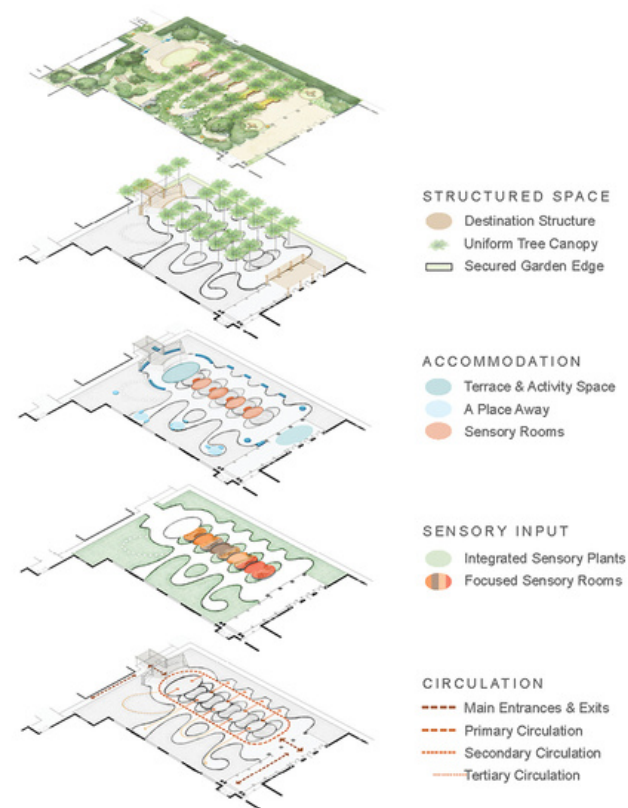 STRUCTURED SPACE
Destination Structure
Uniform Tree Canopy
Secured Garden Edge
ACCOMMODATION
Terrace & Activity Space
A Place Away
Sensory Rooms
SENSORY INPUT
Integrated Sensory Plants
Focused Sensory Rooms
CIRCULATION
Main Entrances & Exits
Primary Circulation
Secondary Circulation
Tertiary Circulation